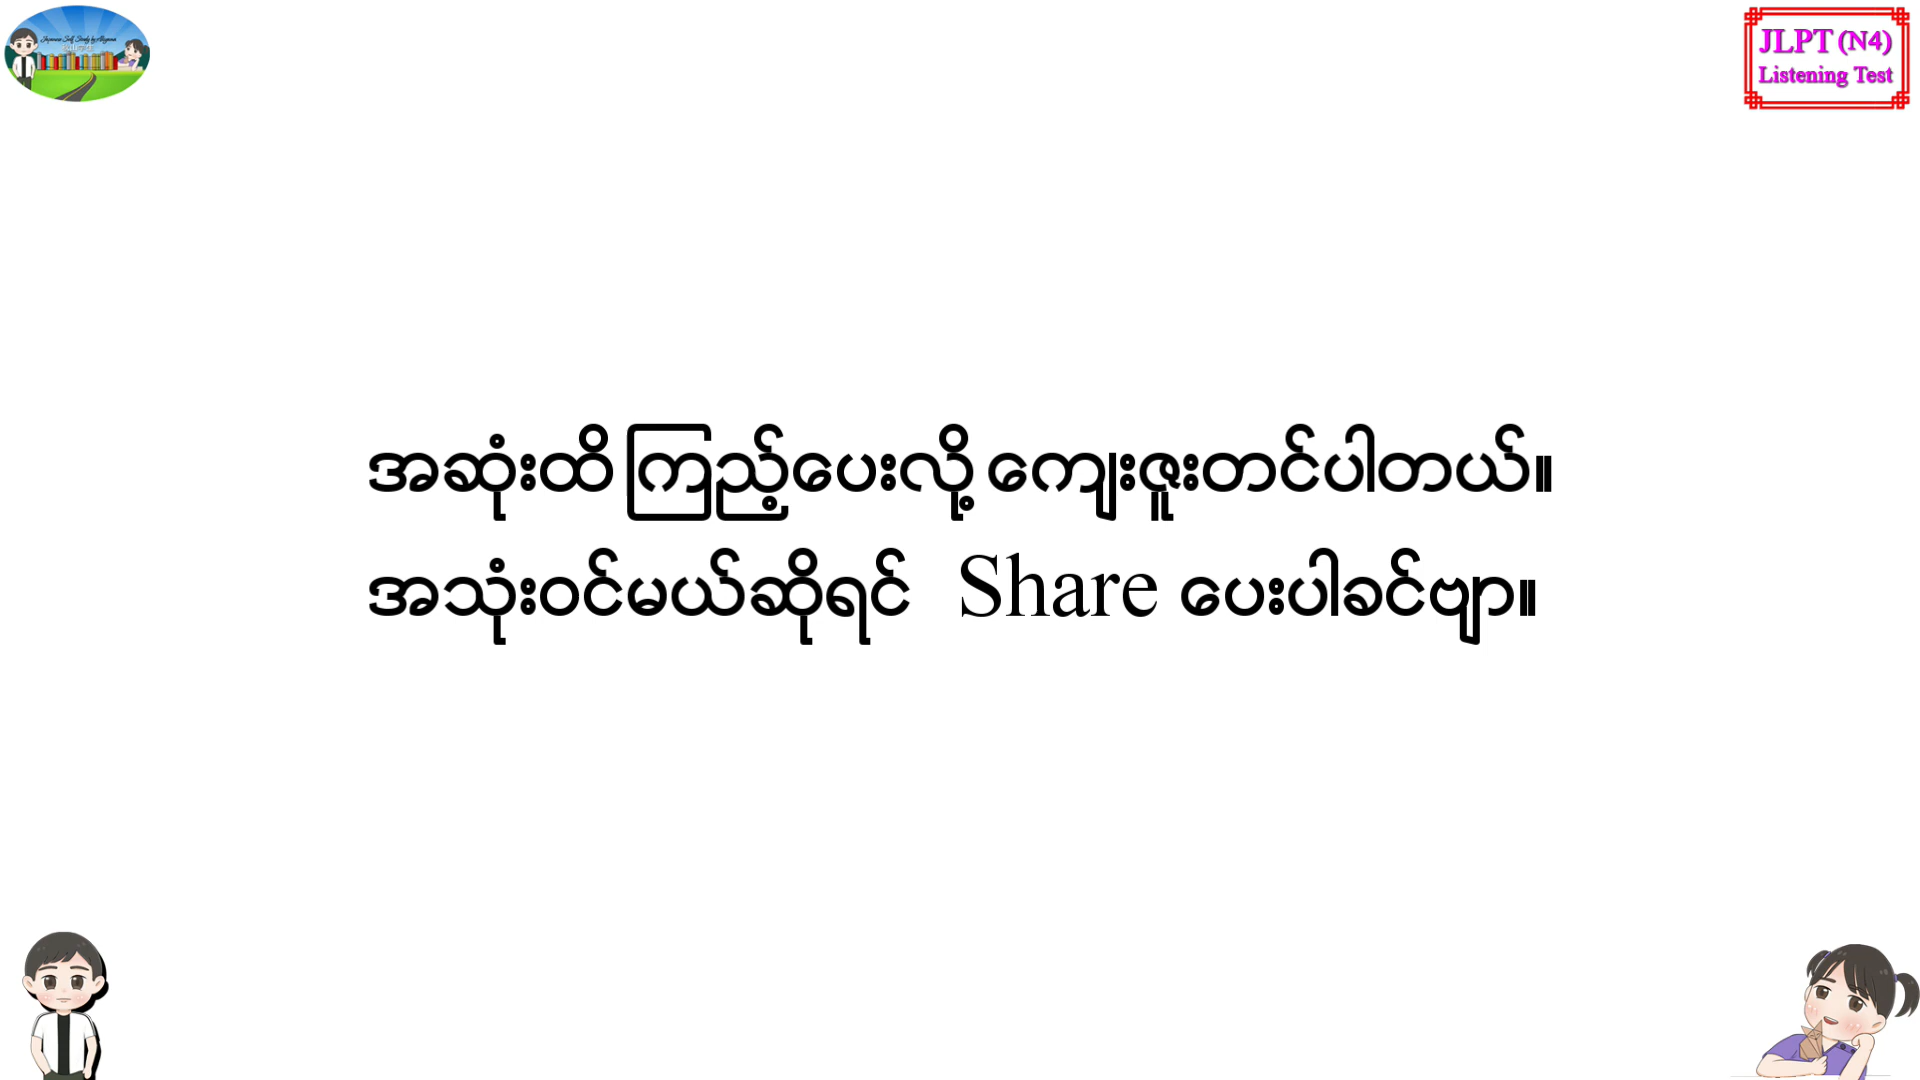 JLPT (N4)
Listening Test
အဆုံးထိ ကြည့်ပေးလို့ ကျေးဇူးတင်ပါတယ်။
အသုံးဝင်မယ်ဆိုရင် Share ပေးပါခင်ဗျာ။